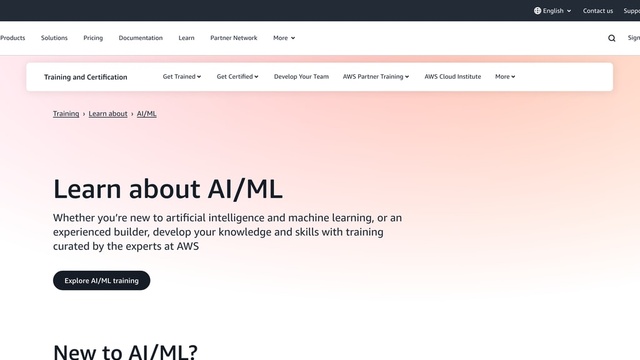 English Contact us
Products Solutions Pricing Documentation Learn Partner Network More
Training and Certification Get Trained Get Certified Develop Your Team AWS Partner Training AWS Cloud Institute More
Training › Learn about › AI/ML
Learn about AI/ML
Whether you're new to artificial intelligence and machine learning, or an
experienced builder, develop your knowledge and skills with training
curated by the experts at AWS
Explore AI/ML training
New to AI/ML?